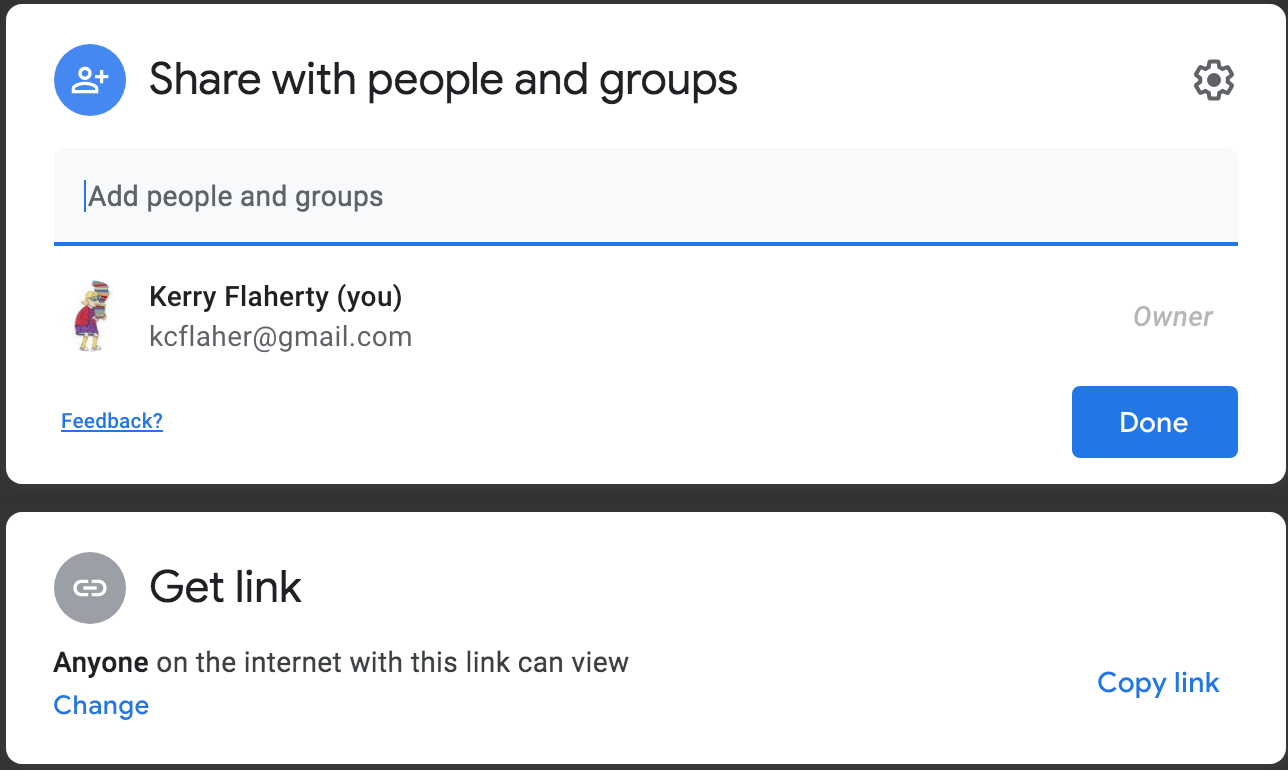 Share with people and groups
Add people and groups
Kerry Flaherty (you)
kcflaher@gmail.com
Owner
Feedback?
Done
Get link
Anyone on the internet with this link can view
Change
Copy link